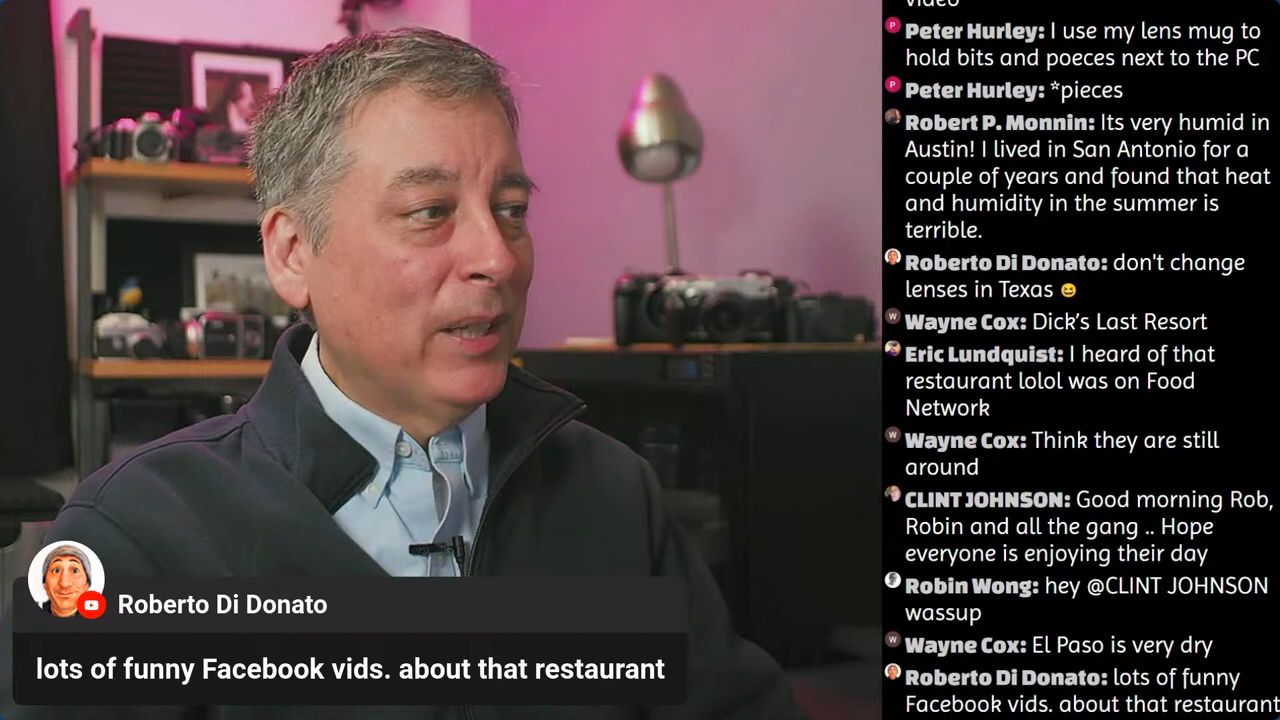 video
P Peter Hurley: I use my lens mug to
hold bits and poeces next to the PC
P Peter Hurley: *pieces
Robert P. Monnin: Its very humid in
Austin! I lived in San Antonio for a
couple of years and found that heat
and humidity in the summer is
terrible.
Roberto Di Donato: don't change
lenses in Texas 😆
W Wayne Cox: Dick’s Last Resort
Eric Lundquist: I heard of that
restaurant lolol was on Food
Network
W Wayne Cox: Think they are still
around
CLINT JOHNSON: Good morning Rob,
Robin and all the gang .. Hope
everyone is enjoying their day
Robin Wong: hey @CLINT JOHNSON
wassup
W Wayne Cox: El Paso is very dry
Roberto Di Donato: lots of funny
Facebook vids. about that restaurant
Roberto Di Donato
lots of funny Facebook vids. about that restaurant